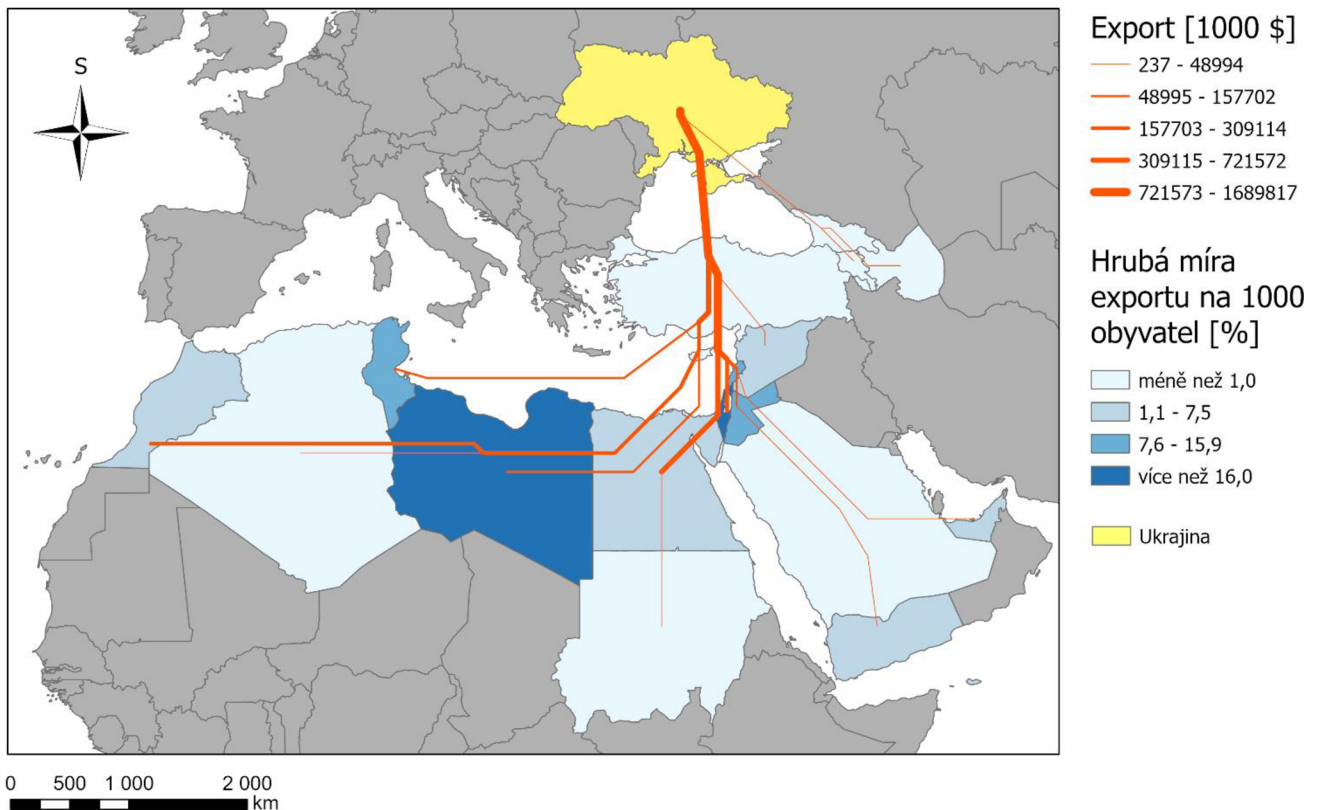 S
Export [1000 $]
237 - 48994
48995 - 157702
157703 - 309114
309115 - 721572
721573 - 1689817
Hrubá míra
exportu na 1000
obyvatel [%]
méně než 1,0
1,1 - 7,5
7,6 - 15,9
více než 16,0
Ukrajina
0 500 1 000 2 000
km